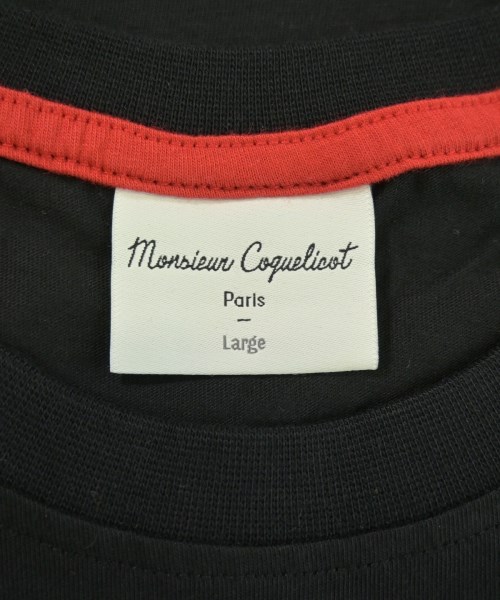 Monsieur Coquelicot
Paris
–
Large